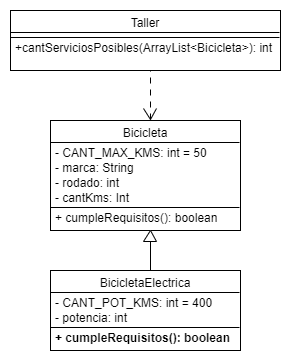 Taller
+cantServiciosPosibles(ArrayList<Bicicleta>): int
Bicicleta
- CANT_MAX_KMS: int = 50
- marca: String
- rodado: int
- cantKms: Int
+ cumpleRequisitos(): boolean
BicicletaElectrica
- CANT_POT_KMS: int = 400
- potencia: int
+ cumpleRequisitos(): boolean